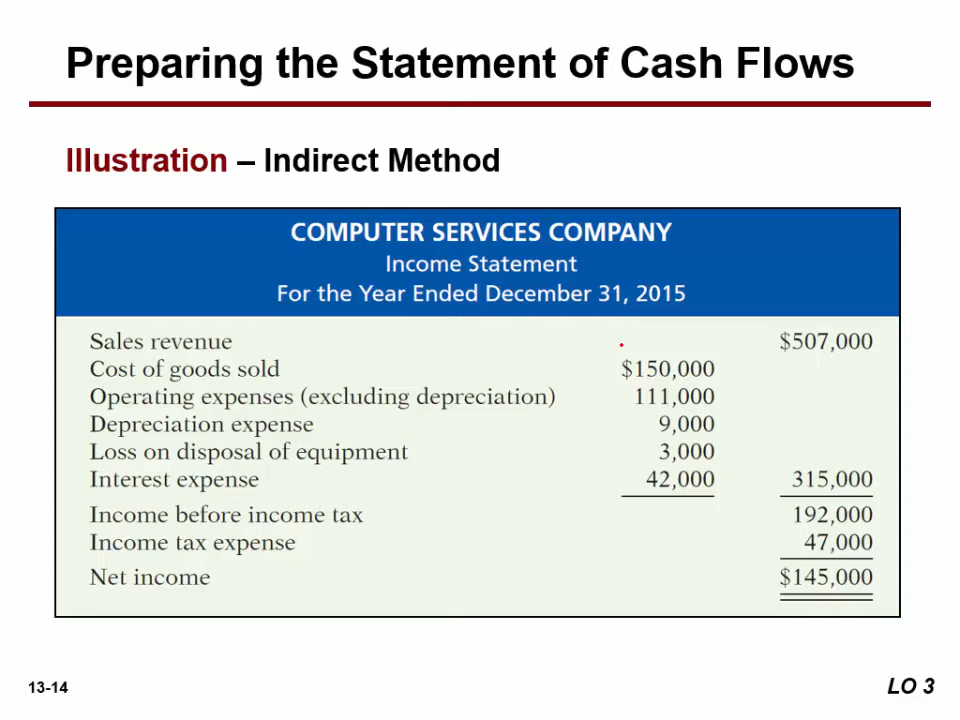 Preparing the Statement of Cash Flows
Illustration – Indirect Method
COMPUTER SERVICES COMPANY
Income Statement
For the Year Ended December 31, 2015
Sales revenue $507,000
Cost of goods sold $150,000
Operating expenses (excluding depreciation) 111,000
Depreciation expense 9,000
Loss on disposal of equipment 3,000
Interest expense 42,000 315,000
Income before income tax 192,000
Income tax expense 47,000
Net income $145,000
13-14 LO 3